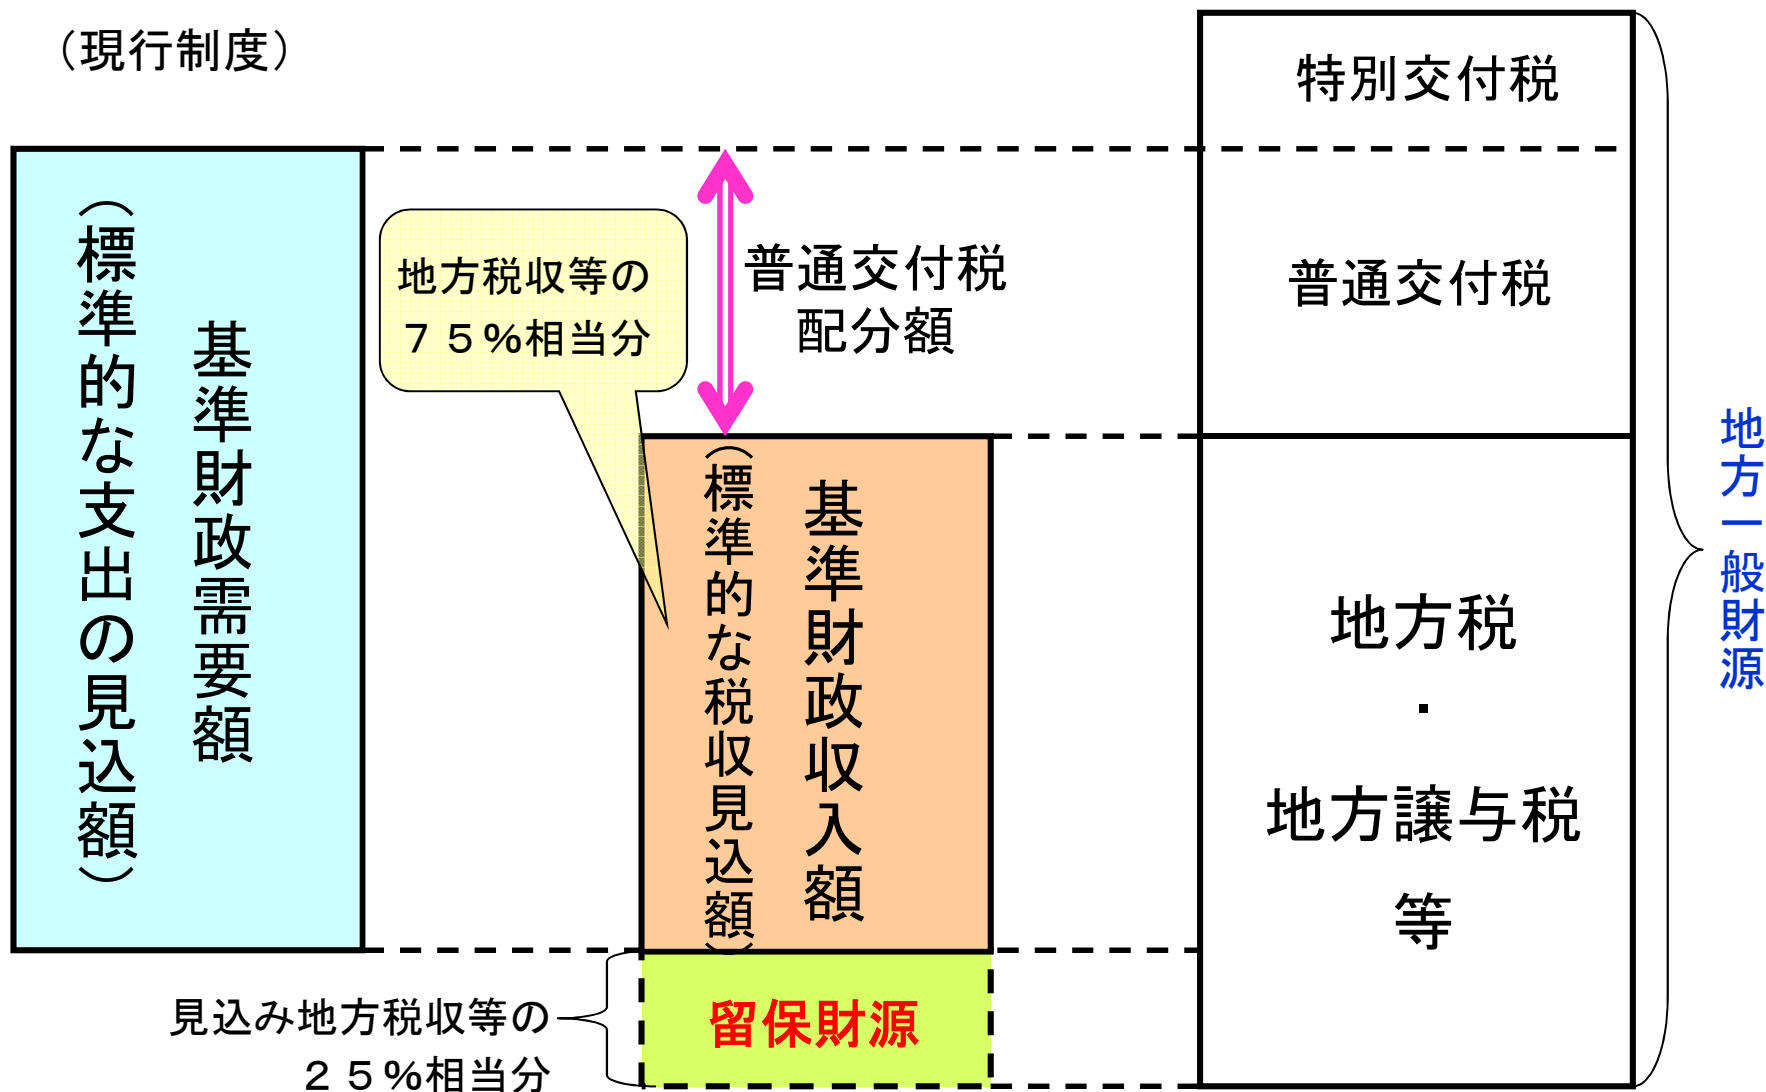 （現行制度）
特別交付税
基準財政需要額
（標準的な支出の見込額）
地方税収等の
７５％相当分
普通交付税
配分額
普通交付税
基準財政収入額
（標準的な税収見込額）
地方税
・
地方譲与税
等
地方一般財源
留保財源
見込み地方税収等の
２５％相当分